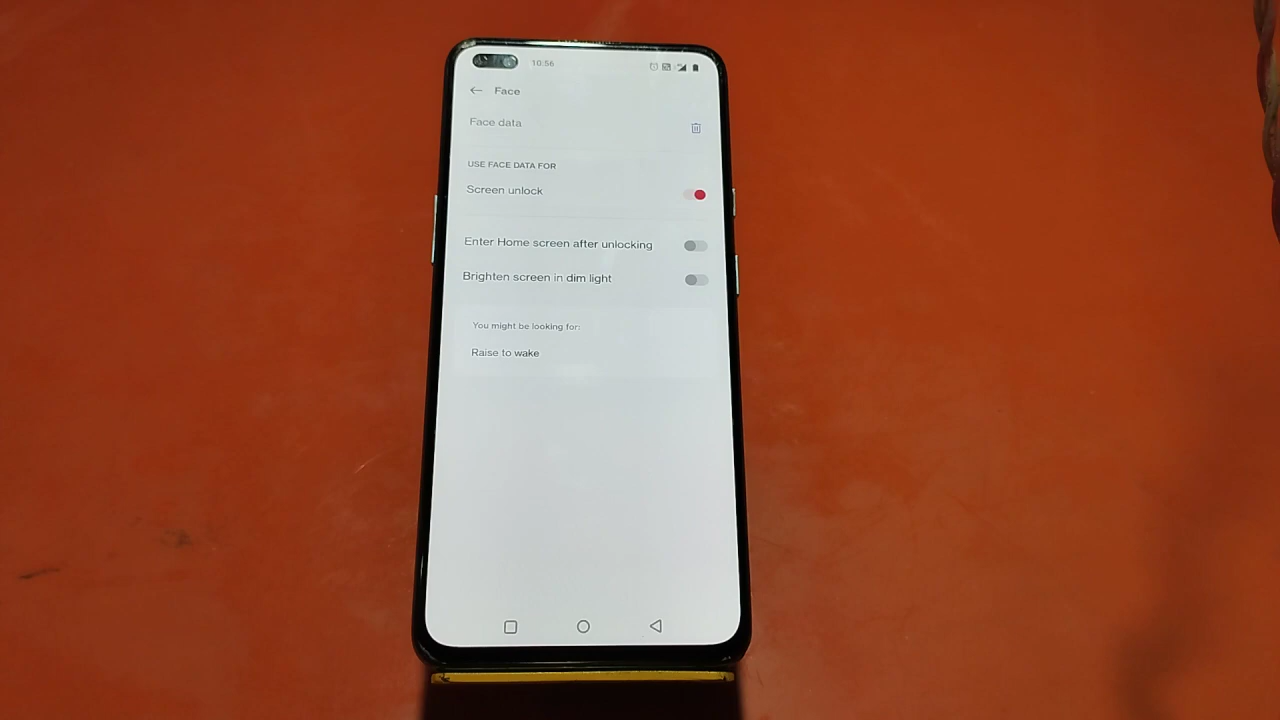 10:56
Face
Face data
USE FACE DATA FOR
Screen unlock
Enter Home screen after unlocking
Brighten screen in dim light
You might be looking for:
Raise to wake